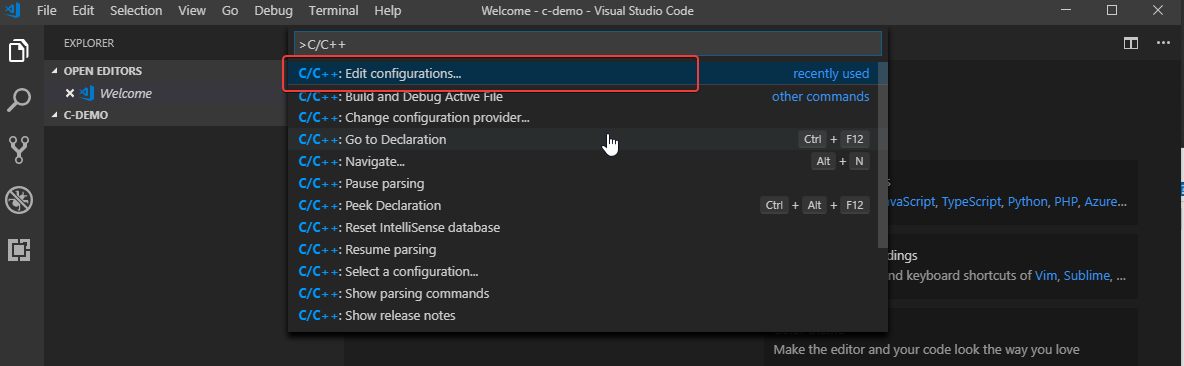 File Edit Selection View Go Debug Terminal Help Welcome - c-demo - Visual Studio Code
EXPLORER
OPEN EDITORS
Welcome
C-DEMO
>C/C++
C/C++: Edit configurations... recently used
C/C++: Build and Debug Active File other commands
C/C++: Change configuration provider...
C/C++: Go to Declaration Ctrl + F12
C/C++: Navigate... Alt + N
C/C++: Pause parsing
C/C++: Peek Declaration Ctrl + Alt + F12
C/C++: Reset IntelliSense database
C/C++: Resume parsing
C/C++: Select a configuration...
C/C++: Show parsing commands
C/C++: Show release notes
vaScript, TypeScript, Python, PHP, Azure...
dings
nd keyboard shortcuts of Vim, Sublime, ...
Make the editor and your code look the way you love